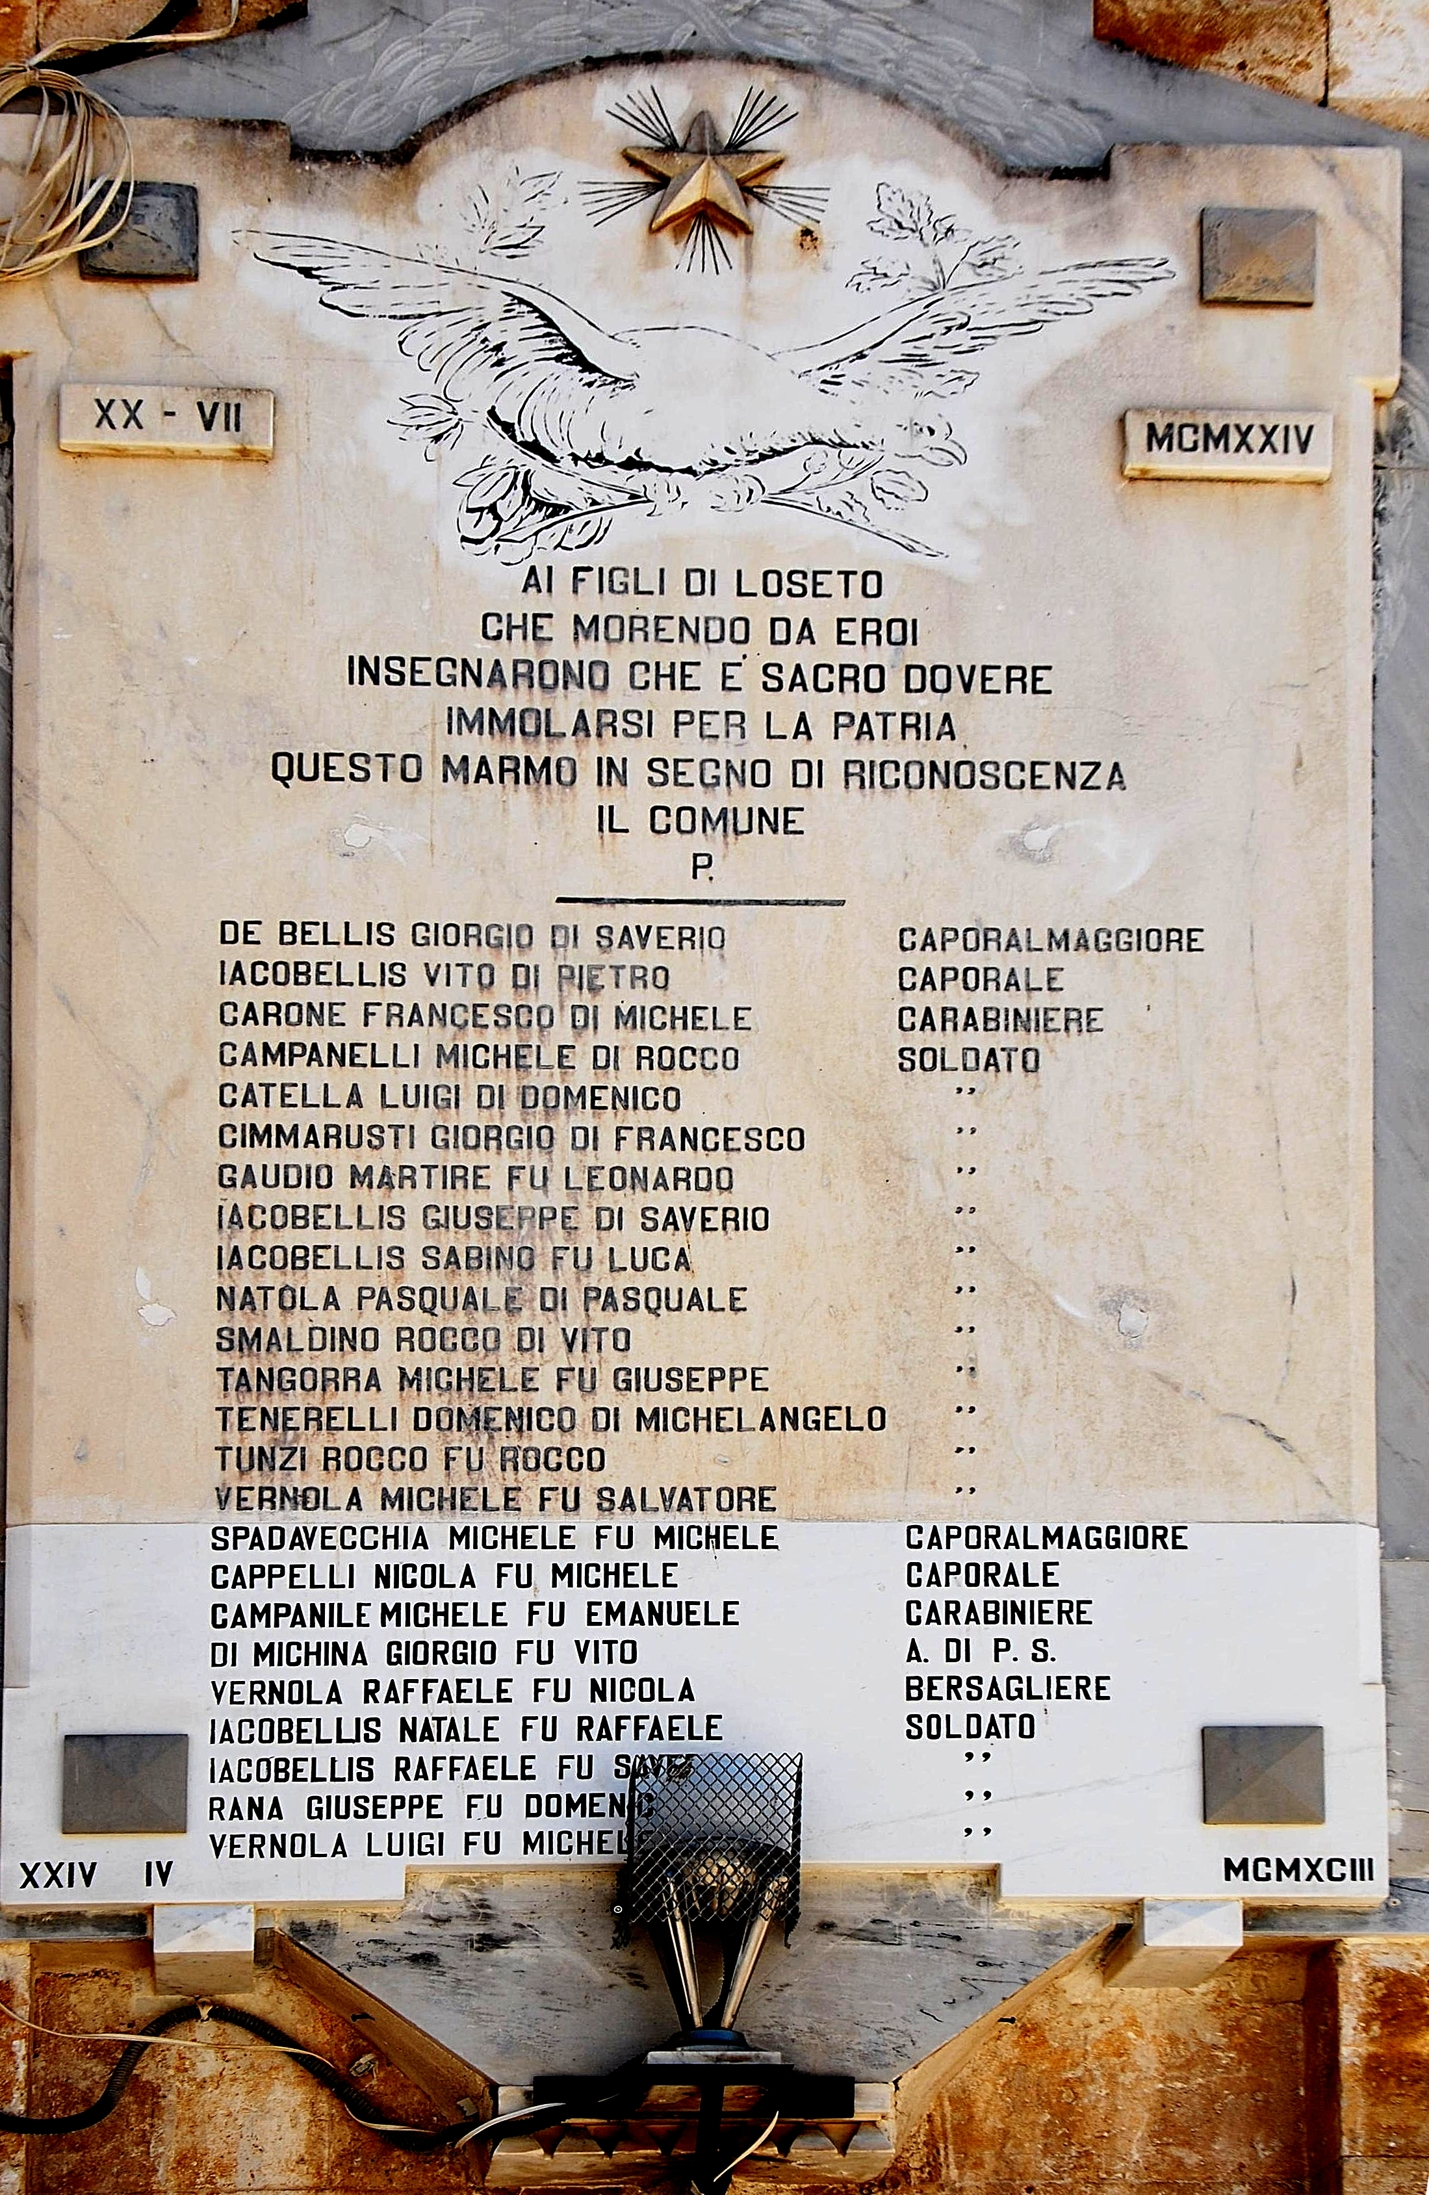 XX - VII
MCMXXIV
AI FIGLI DI LOSETO
CHE MORENDO DA EROI
INSEGNARONO CHE E' SACRO DOVERE
IMMOLARSI PER LA PATRIA
QUESTO MARMO IN SEGNO DI RICONOSCENZA
IL COMUNE
P.
DE BELLIS GIORGIO DI SAVERIO CAPORALMAGGIORE
IACOBELLIS VITO DI PIETRO CAPORALE
CARONE FRANCESCO DI MICHELE CARABINIERE
CAMPANELLI MICHELE DI ROCCO SOLDATO
CATELLA LUIGI DI DOMENICO ,,
CIMMARUSTI GIORGIO DI FRANCESCO ,,
GAUDIO MARTIRE FU LEONARDO ,,
IACOBELLIS GIUSEPPE DI SAVERIO ,,
IACOBELLIS SABINO FU LUCA ,,
NATOLA PASQUALE DI PASQUALE ,,
SMALDINO ROCCO DI VITO ,,
TANGORRA MICHELE FU GIUSEPPE ,,
TENERELLI DOMENICO DI MICHELANGELO ,,
TUNZI ROCCO FU ROCCO ,,
VERNOLA MICHELE FU SALVATORE ,,
SPADAVECCHIA MICHELE FU MICHELE CAPORALMAGGIORE
CAPPELLI NICOLA FU MICHELE CAPORALE
CAMPANILE MICHELE FU EMANUELE CARABINIERE
DI MICHINA GIORGIO FU VITO A. DI P. S.
VERNOLA RAFFAELE FU NICOLA BERSAGLIERE
IACOBELLIS NATALE FU RAFFAELE SOLDATO
IACOBELLIS RAFFAELE FU ,,
RANA GIUSEPPE FU ,,
VERNOLA LUIGI FU ,,
XXIV IV MCMXCIII